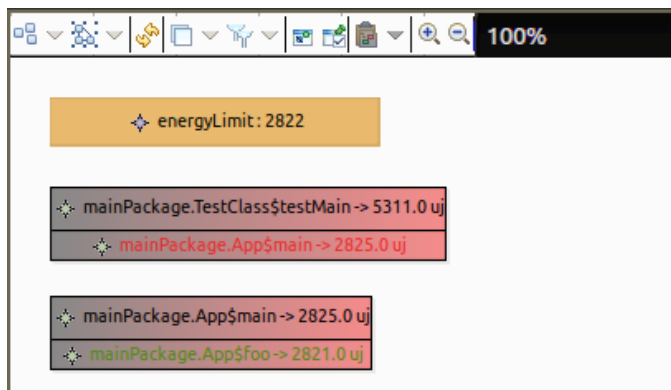 100%
energyLimit: 2822
mainPackage.TestClass$testMain -> 5311.0 uj
mainPackage.App$main -> 2825.0 uj
mainPackage.App$main -> 2825.0 uj
mainPackage.App$foo -> 2821.0 uj